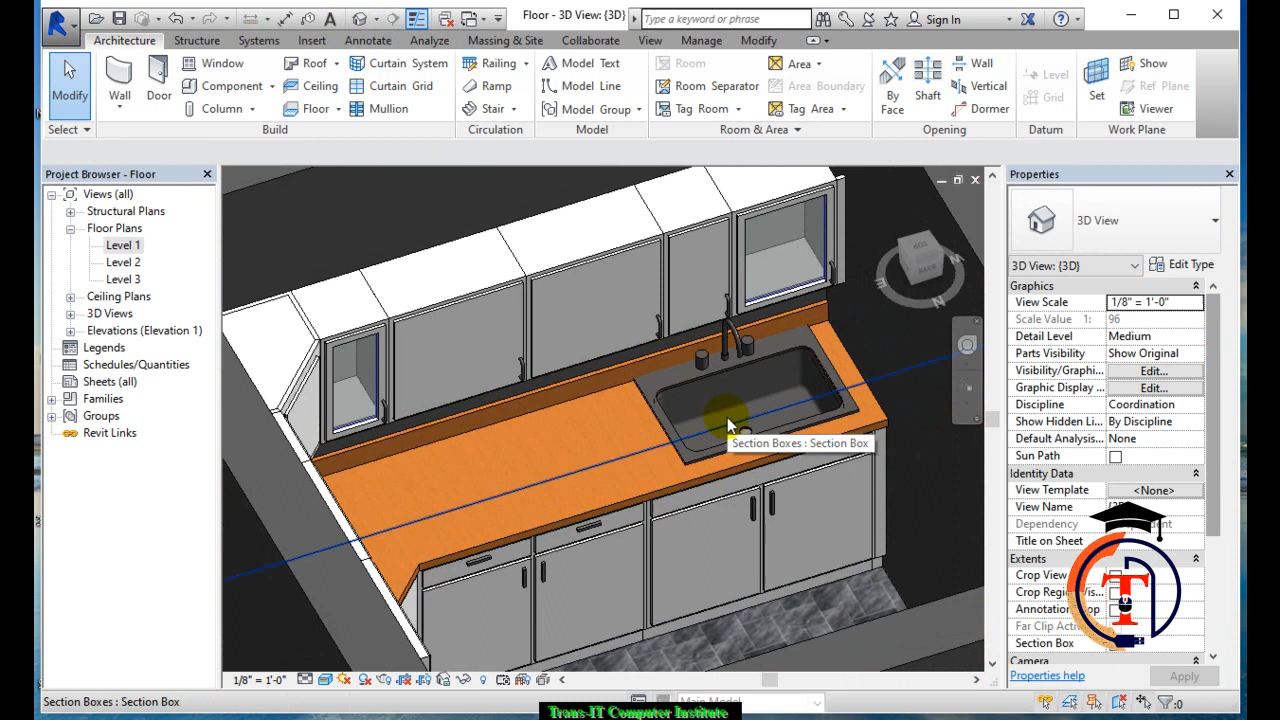 Type a keyword or phrase
Floor - 3D View: {3D}
Sign In
Architecture Structure Systems Insert Annotate Analyze Massing & Site Collaborate View Manage Modify
Modify
Select
Wall
Door
Window
Component
Column
Roof
Ceiling
Floor
Curtain System
Curtain Grid
Mullion
Build
Railing
Ramp
Stair
Circulation
Model Text
Model Line
Model Group
Model
Room
Room Separator
Tag Room
Area
Area Boundary
Tag Area
Room & Area
By Face
Shaft
Wall
Vertical
Dormer
Opening
Level
Grid
Datum
Set
Show
Ref Plane
Viewer
Work Plane
Project Browser - Floor
Views (all)
Structural Plans
Floor Plans
Level 1
Level 2
Level 3
Ceiling Plans
3D Views
Elevations (Elevation 1)
Legends
Schedules/Quantities
Sheets (all)
Families
Groups
Revit Links
TOP
BACK
W
E
N
Section Boxes : Section Box
Properties
3D View
3D View: {3D}
Edit Type
Graphics
View Scale 1/8" = 1'-0"
Scale Value 1: 96
Detail Level Medium
Parts Visibility Show Original
Visibility/Graphi... Edit...
Graphic Display ... Edit...
Discipline Coordination
Show Hidden Li... By Discipline
Default Analysis... None
Sun Path
Identity Data
View Template <None>
View Name
Dependency
Title on Sheet
Extents
Crop View
Crop Region Vis...
Far Clip Acti
Section Box
Camera
Properties help
Apply
T
1/8" = 1'-0"
Section Boxes : Section Box
Main Model
:0
Trans-IT Computer Institute